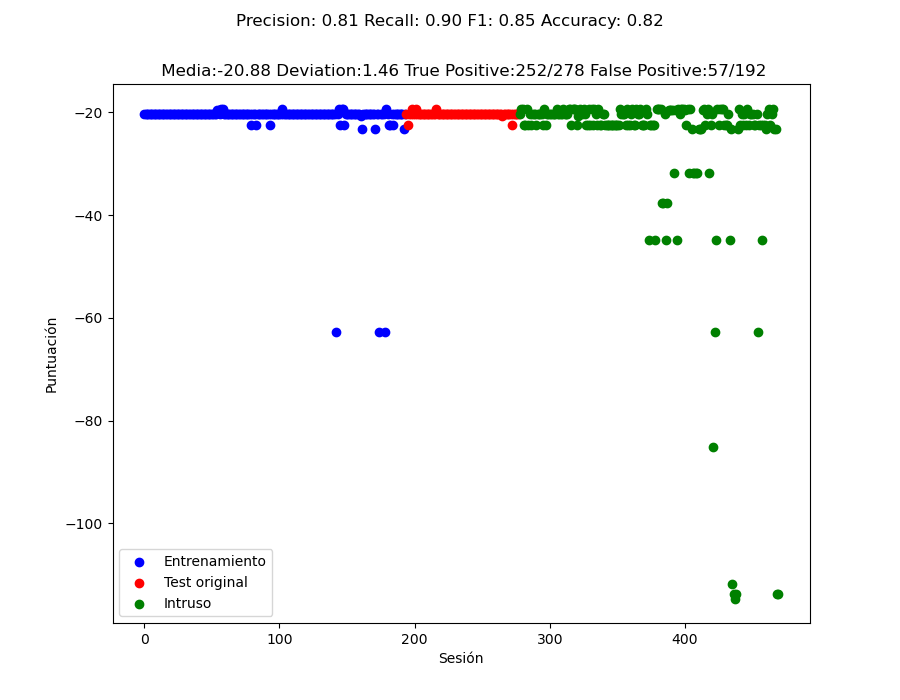 Precision: 0.81 Recall: 0.90 F1: 0.85 Accuracy: 0.82
Media:-20.88 Deviation:1.46 True Positive:252/278 False Positive:57/192
−20
−40
−60
−80
−100
Puntuación
Entrenamiento
Test original
Intruso
0
100
200
300
400
Sesión